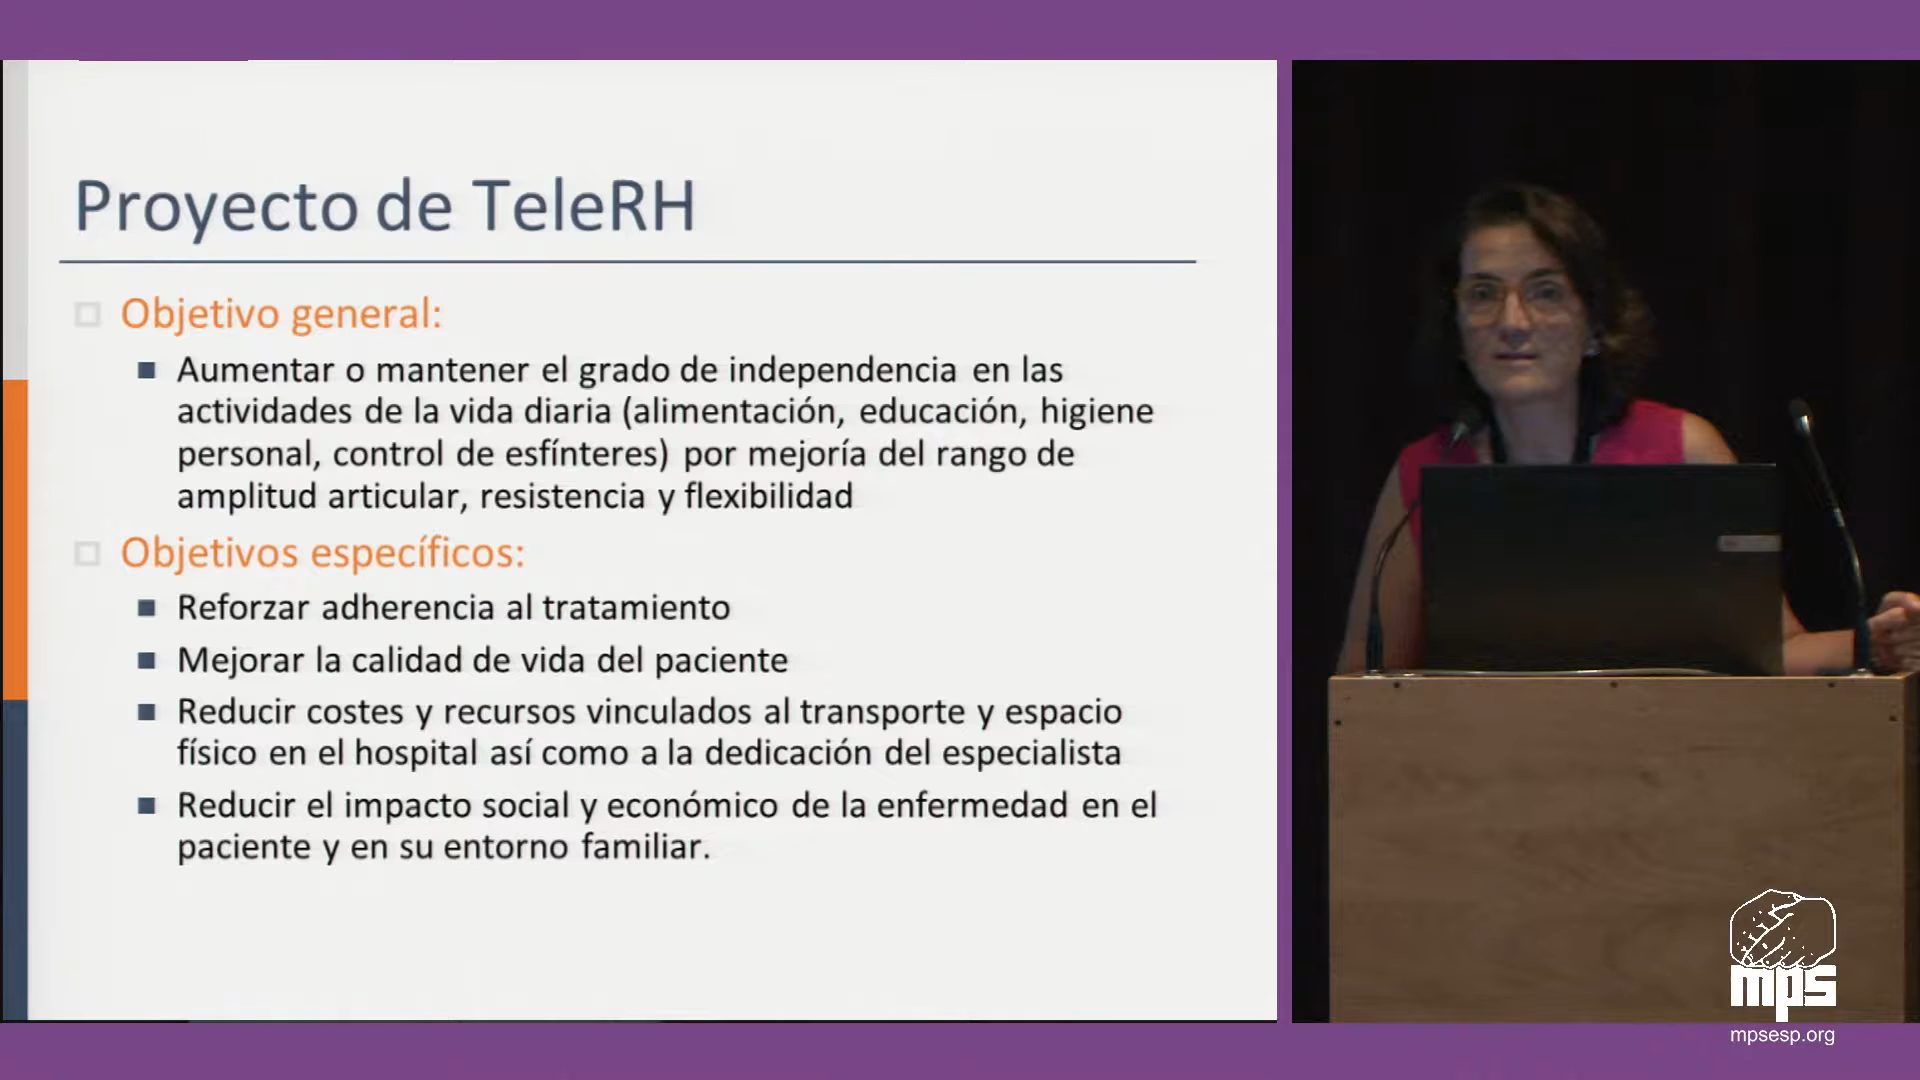 Proyecto de TeleRH
Objetivo general:
Aumentar o mantener el grado de independencia en las
actividades de la vida diaria (alimentación, educación, higiene
personal, control de esfínteres) por mejoría del rango de
amplitud articular, resistencia y flexibilidad
Objetivos específicos:
Reforzar adherencia al tratamiento
Mejorar la calidad de vida del paciente
Reducir costes y recursos vinculados al transporte y espacio
físico en el hospital así como a la dedicación del especialista
Reducir el impacto social y económico de la enfermedad en el
paciente y en su entorno familiar.
mps
mpsesp.org